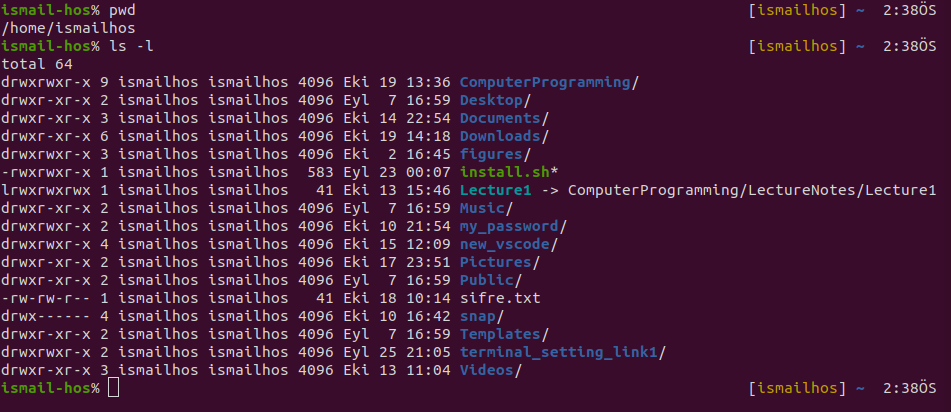 ismail-hos% pwd [ismailhos] ~ 2:38ÖS
/home/ismailhos
ismail-hos% ls -l [ismailhos] ~ 2:38ÖS
total 64
drwxrwxr-x 9 ismailhos ismailhos 4096 Eki 19 13:36 ComputerProgramming/
drwxr-xr-x 2 ismailhos ismailhos 4096 Eyl  7 16:59 Desktop/
drwxr-xr-x 3 ismailhos ismailhos 4096 Eki 14 22:54 Documents/
drwxr-xr-x 6 ismailhos ismailhos 4096 Eki 19 14:18 Downloads/
drwxrwxr-x 3 ismailhos ismailhos 4096 Eki  2 16:45 figures/
-rwxrwxr-x 1 ismailhos ismailhos  583 Eyl 23 00:07 install.sh*
lrwxrwxrwx 1 ismailhos ismailhos   41 Eki 13 15:46 Lecture1 -> ComputerProgramming/LectureNotes/Lecture1
drwxr-xr-x 2 ismailhos ismailhos 4096 Eyl  7 16:59 Music/
drwxrwxr-x 2 ismailhos ismailhos 4096 Eki 10 21:54 my_password/
drwxrwxr-x 4 ismailhos ismailhos 4096 Eki 15 12:09 new_vscode/
drwxr-xr-x 2 ismailhos ismailhos 4096 Eki 17 23:51 Pictures/
drwxr-xr-x 2 ismailhos ismailhos 4096 Eyl  7 16:59 Public/
-rw-rw-r-- 1 ismailhos ismailhos   41 Eki 18 10:14 sifre.txt
drwx------ 4 ismailhos ismailhos 4096 Eki 10 16:42 snap/
drwxr-xr-x 2 ismailhos ismailhos 4096 Eyl  7 16:59 Templates/
drwxrwxr-x 2 ismailhos ismailhos 4096 Eyl 25 21:05 terminal_setting_link1/
drwxr-xr-x 3 ismailhos ismailhos 4096 Eki 13 11:04 Videos/
ismail-hos% [ismailhos] ~ 2:38ÖS